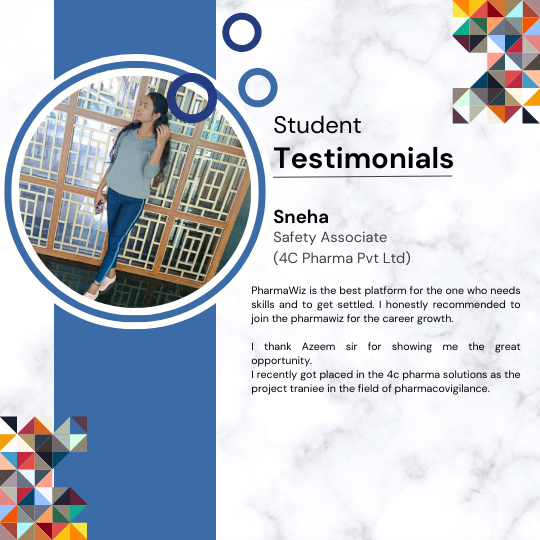 Student
Testimonials
Sneha
Safety Associate
(4C Pharma Pvt Ltd)
PharmaWiz is the best platform for the one who needs
skills and to get settled. I honestly recommended to
join the pharmawiz for the career growth.
I thank Azeem sir for showing me the great
opportunity.
I recently got placed in the 4c pharma solutions as the
project traniee in the field of pharmacovigilance.